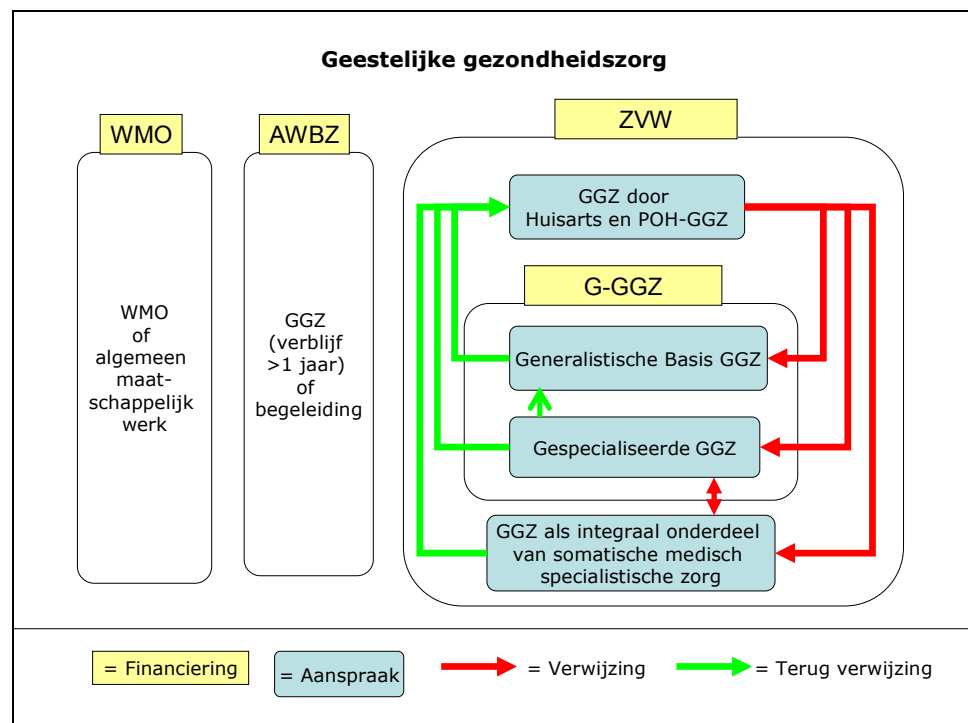 Geestelijke gezondheidszorg
WMO
WMO
of
algemeen
maat-
schappelijk
werk
AWBZ
GGZ
(verblijf
>1 jaar)
of
begeleiding
ZVW
GGZ door
Huisarts en POH-GGZ
G-GGZ
Generalistische Basis GGZ
Gespecialiseerde GGZ
GGZ als integraal onderdeel
van somatische medisch
specialistische zorg
= Financiering
= Aanspraak
= Verwijzing
= Terug verwijzing